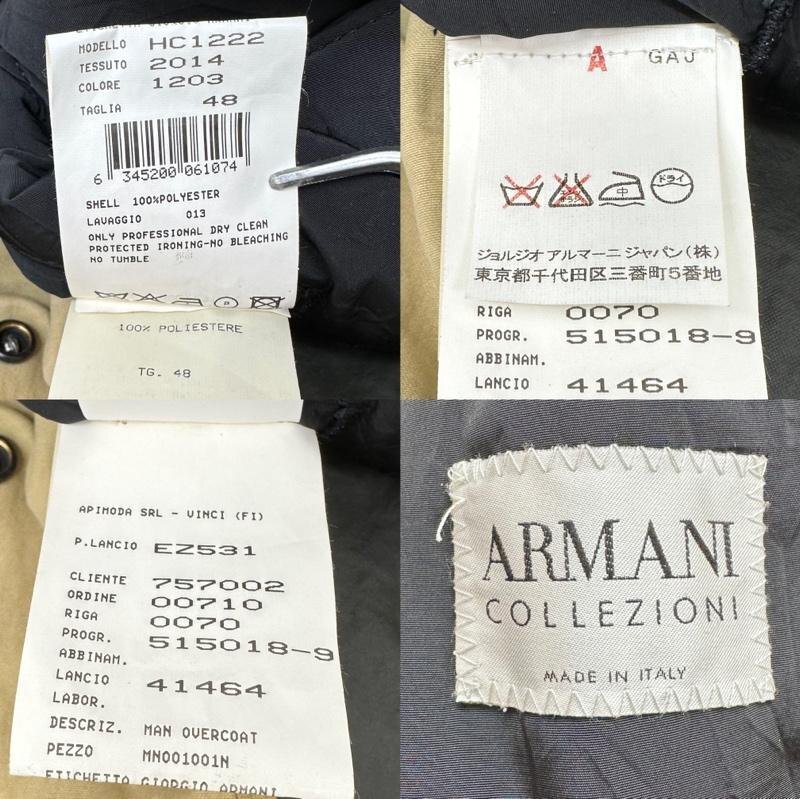 MODELLO HC1222
TESSUTO 2014
COLORE 1203
TAGLIA 48
6 345200 061074
SHELL 100%POLYESTER
LAVAGGIO 013
ONLY PROFESSIONAL DRY CLEAN
PROTECTED IRONING-NO BLEACHING
NO TUMBLE
100% POLIESTERE
TG. 48
A GAJ
中 ドライ
ジョルジオ アルマーニ ジャパン(株)
東京都千代田区三番町5番地
RIGA 0070
PROGR. 515018-9
ABBINAM.
LANCIO 41464
APIMODA SRL - VINCI (FI)
P.LANCIO EZ531
CLIENTE 757002
ORDINE 00710
RIGA 0070
PROGR. 515018-9
ABBINAM.
LANCIO 41464
LABOR.
DESCRIZ. MAN OVERCOAT
PEZZO MN001001N
ETICHETTA GIORGIO ARMANI
ARMANI
COLLEZIONI
MADE IN ITALY